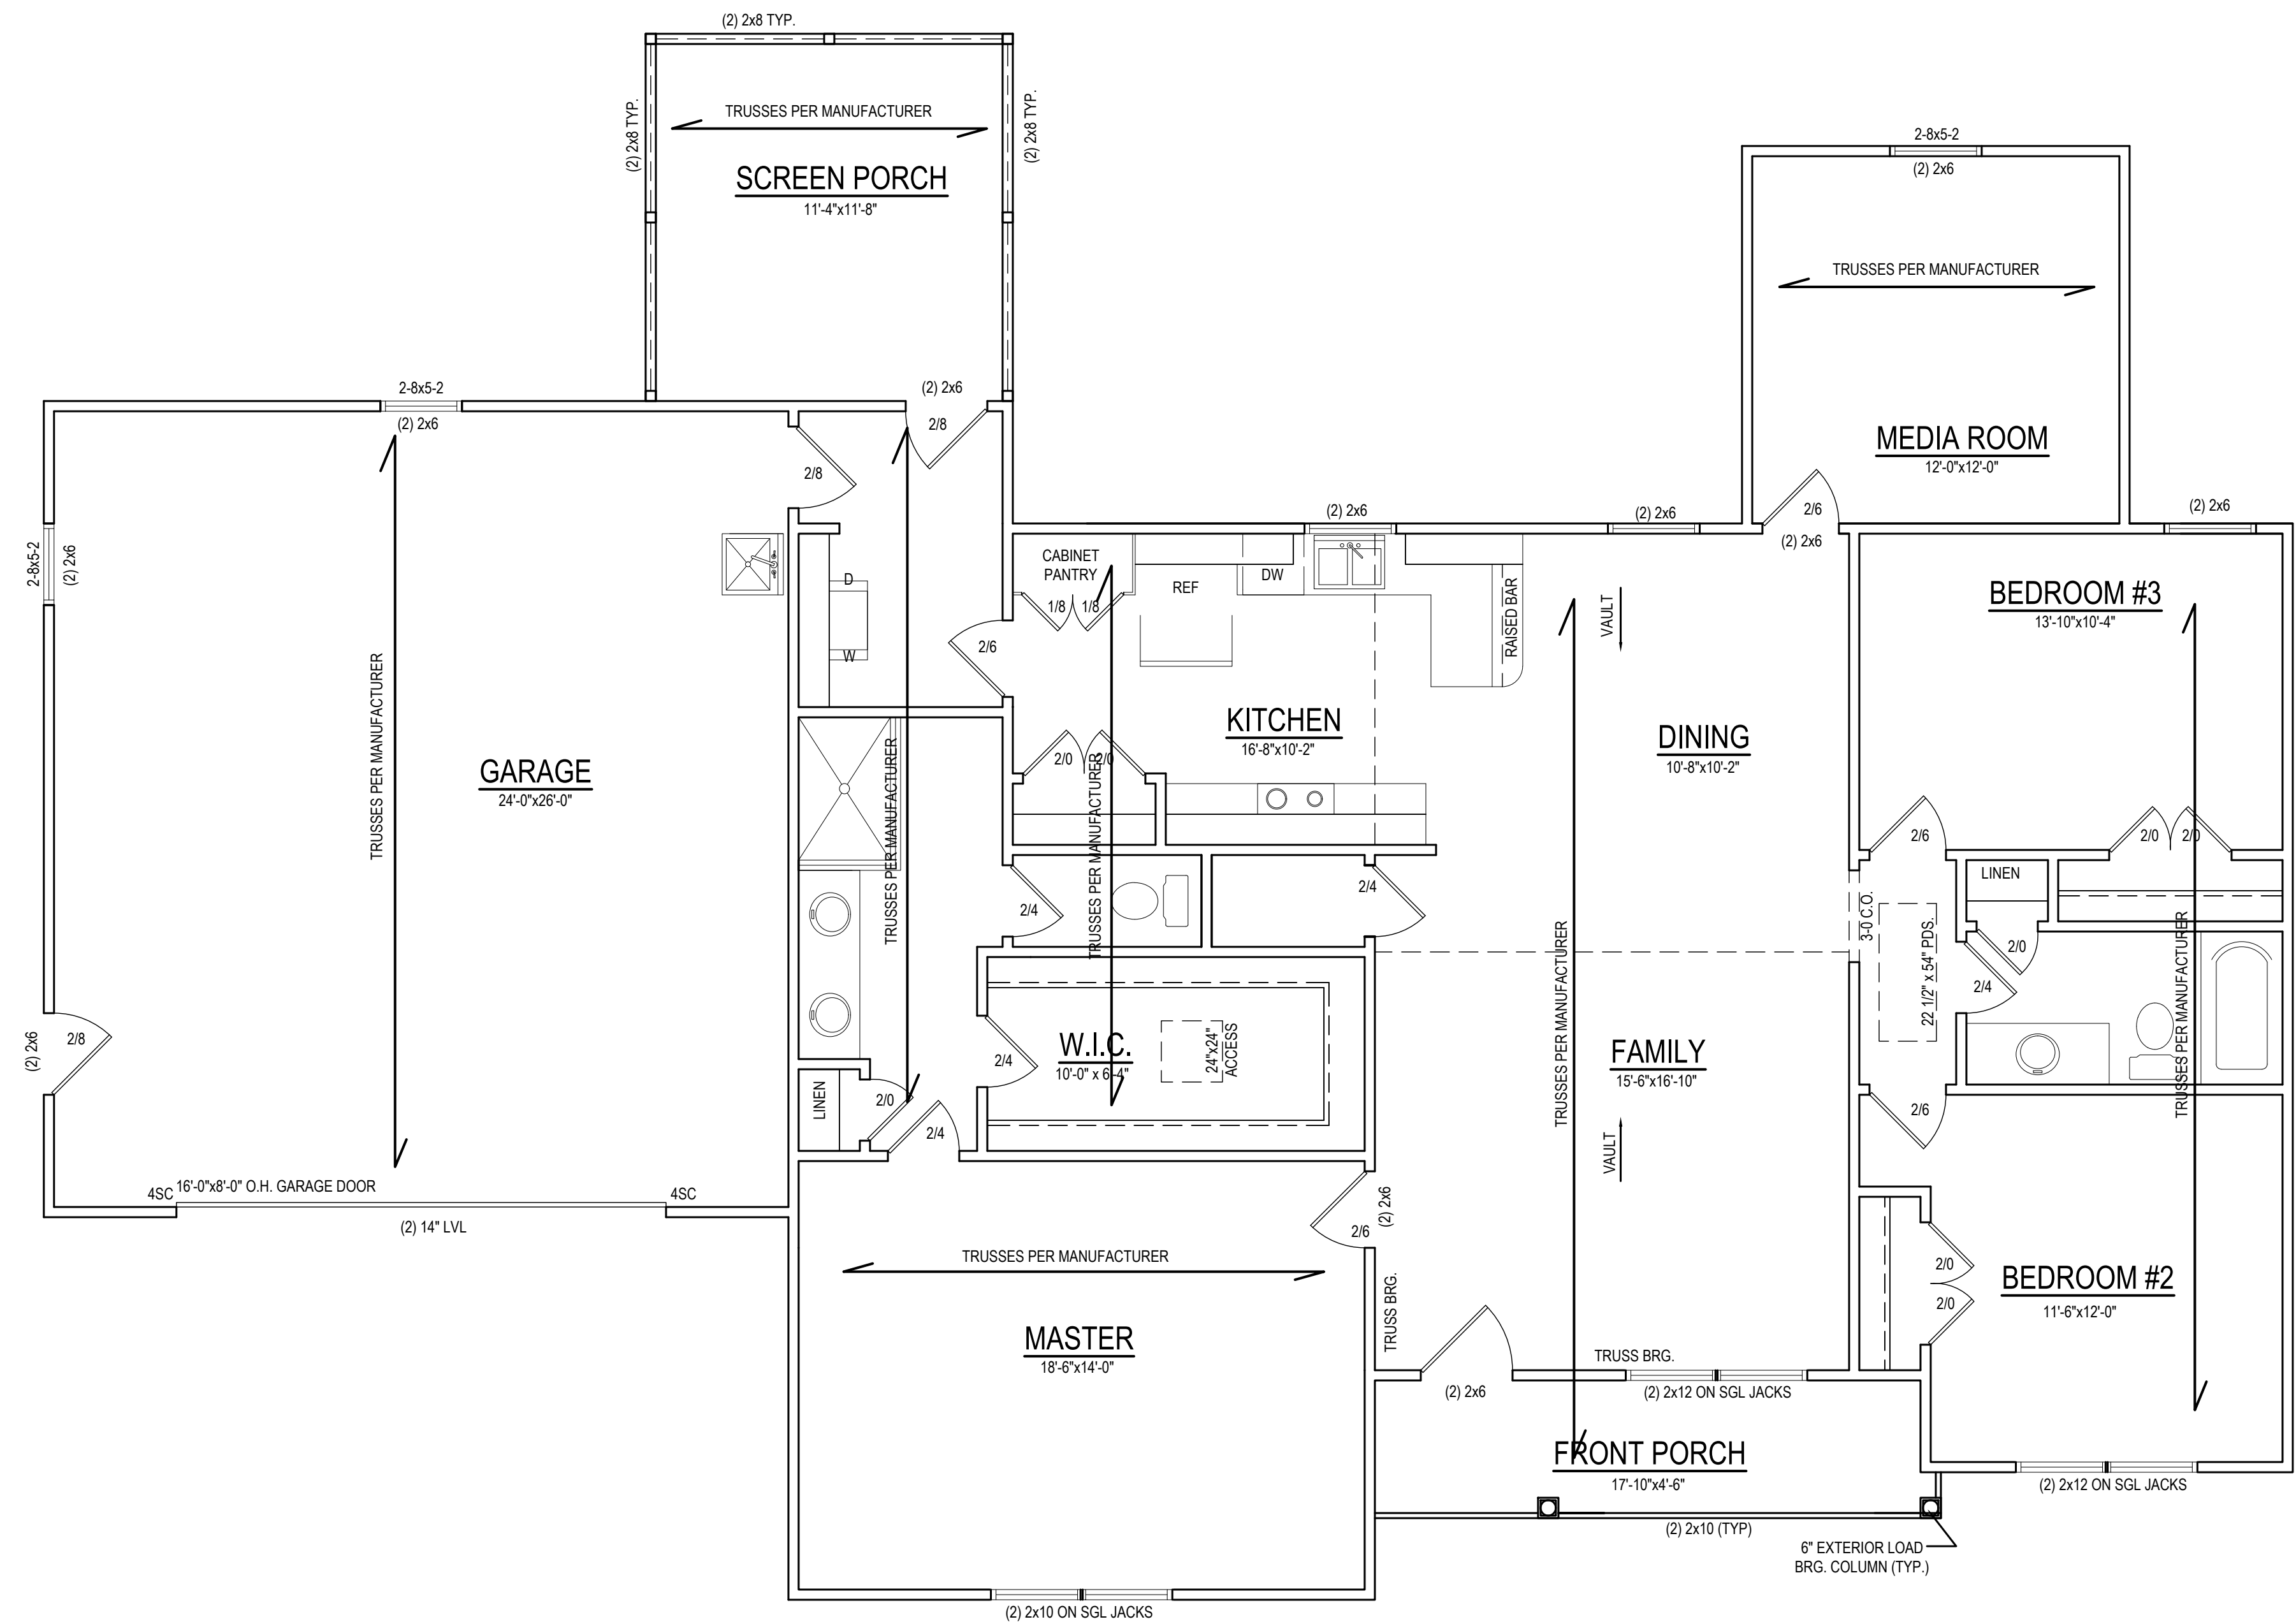 (2) 2x8 TYP.
(2) 2x8 TYP.
(2) 2x8 TYP.
TRUSSES PER MANUFACTURER
SCREEN PORCH
11'-4"x11'-8"
2-8x5-2
(2) 2x6
TRUSSES PER MANUFACTURER
MEDIA ROOM
12'-0"x12'-0"
2/6
(2) 2x6
2-8x5-2
(2) 2x6
(2) 2x6
2/8
2/8
2-8x5-2
(2) 2x6
TRUSSES PER MANUFACTURER
GARAGE
24'-0"x26'-0"
(2) 2x6
2/8
4SC
16'-0"x8'-0" O.H. GARAGE DOOR
4SC
(2) 14" LVL
D
W
2/6
TRUSSES PER MANUFACTURER
LINEN
2/0
2/4
CABINET
PANTRY
1/8
1/8
REF
DW
(2) 2x6
(2) 2x6
RAISED BAR
KITCHEN
16'-8"x10'-2"
2/0
2/0
TRUSSES PER MANUFACTURER
2/4
2/4
W.I.C.
10'-0" x 6'-4"
2/4
24"x24"
ACCESS
VAULT
DINING
10'-8"x10'-2"
TRUSSES PER MANUFACTURER
FAMILY
15'-6"x16'-10"
VAULT
3-0 C.O.
22 1/2" x 54" PDS.
(2) 2x6
BEDROOM #3
13'-10"x10'-4"
2/6
2/0
2/0
LINEN
2/0
2/4
TRUSSES PER MANUFACTURER
2/6
2/0
2/0
BEDROOM #2
11'-6"x12'-0"
(2) 2x12 ON SGL JACKS
TRUSSES PER MANUFACTURER
MASTER
18'-6"x14'-0"
2/6
(2) 2x6
TRUSS BRG.
(2) 2x10 ON SGL JACKS
TRUSS BRG.
(2) 2x6
(2) 2x12 ON SGL JACKS
FRONT PORCH
17'-10"x4'-6"
(2) 2x10 (TYP)
6" EXTERIOR LOAD
BRG. COLUMN (TYP.)